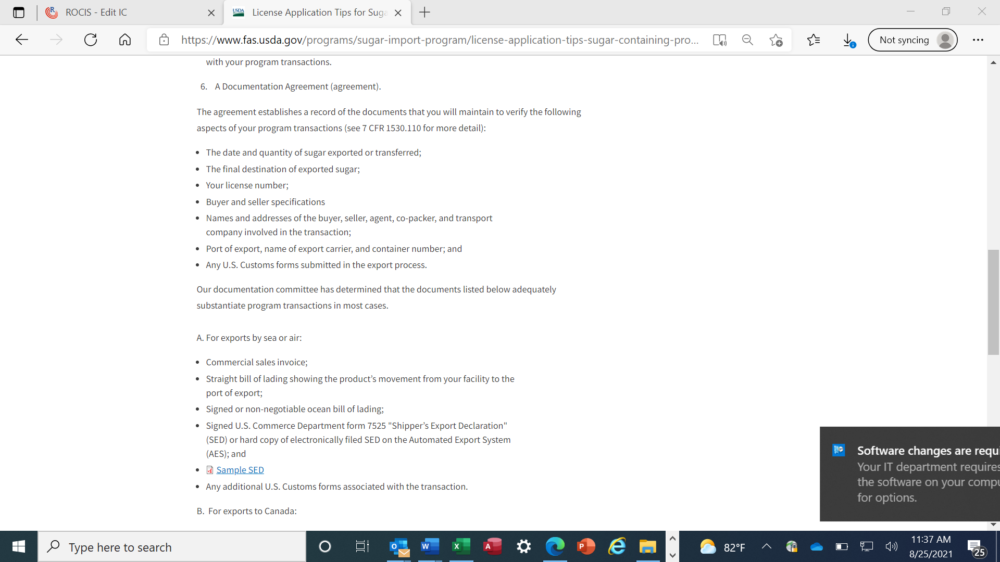 ROCIS - Edit IC
USDA
License Application Tips for Suga
https://www.fas.usda.gov/programs/sugar-import-program/license-application-tips-sugar-containing-pro...
Not syncing
with your program transactions.
6. A Documentation Agreement (agreement).
The agreement establishes a record of the documents that you will maintain to verify the following
aspects of your program transactions (see 7 CFR 1530.110 for more detail):
• The date and quantity of sugar exported or transferred;
• The final destination of exported sugar;
• Your license number;
• Buyer and seller specifications
• Names and addresses of the buyer, seller, agent, co-packer, and transport
company involved in the transaction;
• Port of export, name of export carrier, and container number; and
• Any U.S. Customs forms submitted in the export process.
Our documentation committee has determined that the documents listed below adequately
substantiate program transactions in most cases.
A. For exports by sea or air:
• Commercial sales invoice;
• Straight bill of lading showing the product’s movement from your facility to the
port of export;
• Signed or non-negotiable ocean bill of lading;
• Signed U.S. Commerce Department form 7525 "Shipper’s Export Declaration"
(SED) or hard copy of electronically filed SED on the Automated Export System
(AES); and
• Sample SED
• Any additional U.S. Customs forms associated with the transaction.
B. For exports to Canada:
Software changes are requi
Your IT department requires
the software on your compu
for options.
Type here to search
82°F
11:37 AM
8/25/2021
25